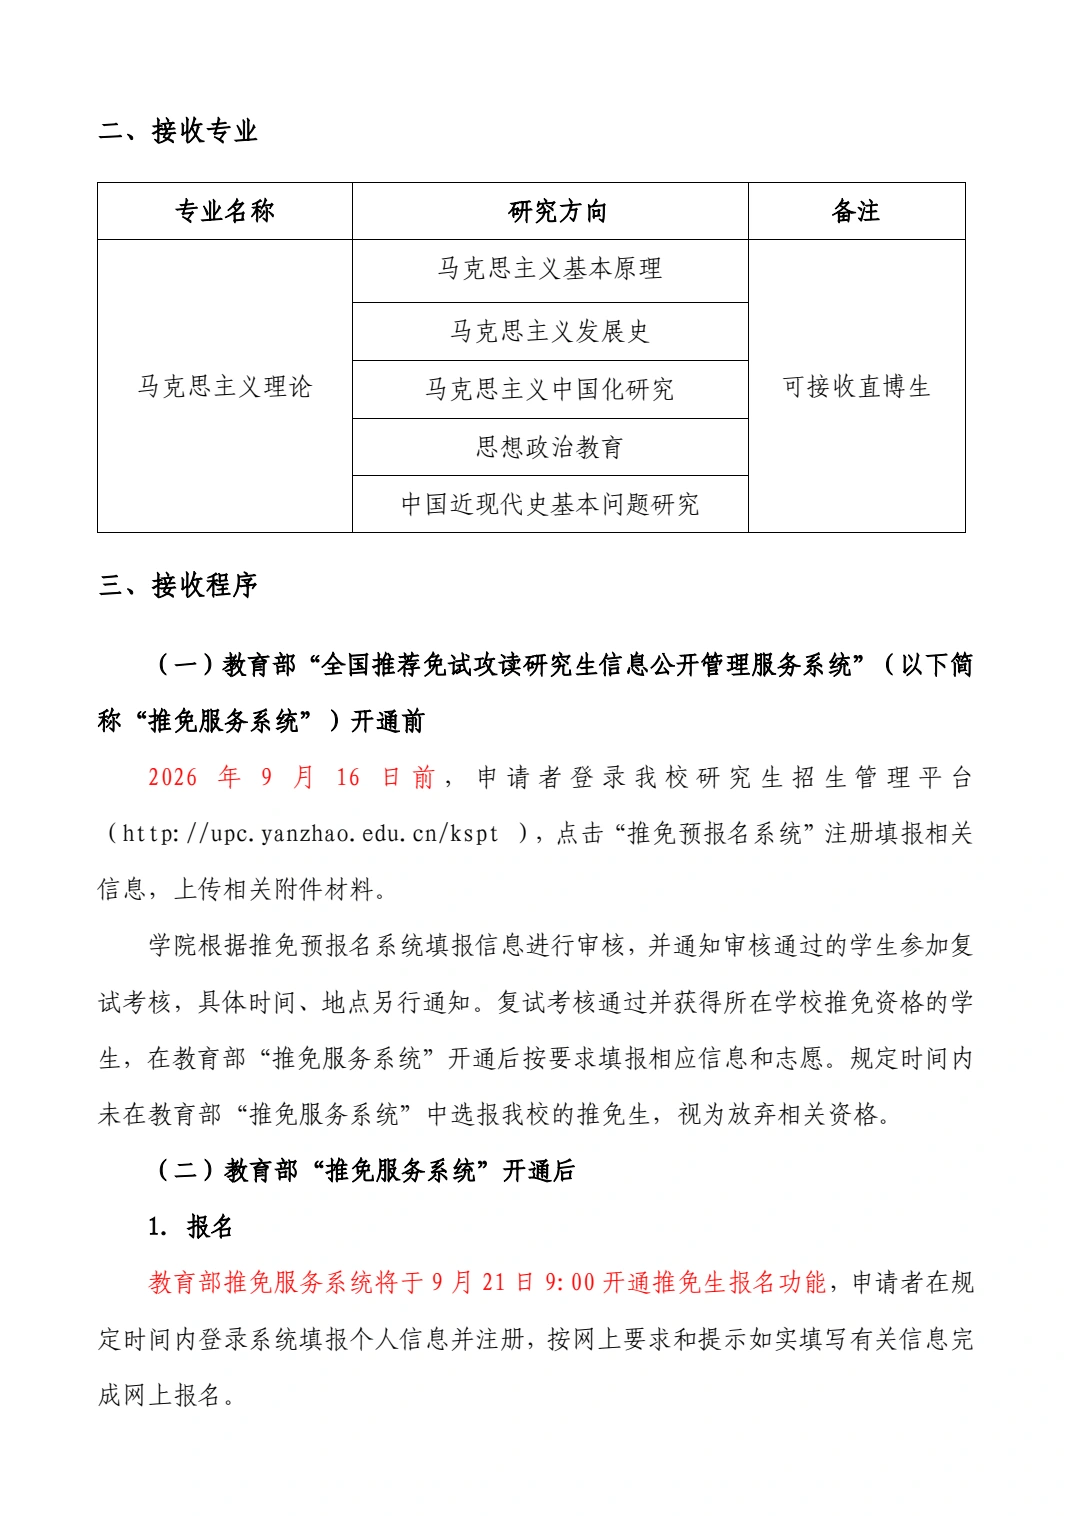 二、接收专业
专业名称 研究方向 备注
马克思主义基本原理
马克思主义发展史
马克思主义理论 马克思主义中国化研究 可接收直博生
思想政治教育
中国近现代史基本问题研究
三、接收程序
（一）教育部“全国推荐免试攻读研究生信息公开管理服务系统”（以下简
称“推免服务系统”）开通前
2026 年 9 月 16 日前，申请者登录我校研究生招生管理平台
（http://upc.yanzhao.edu.cn/kspt ），点击“推免预报名系统”注册填报相关
信息，上传相关附件材料。
学院根据推免预报名系统填报信息进行审核，并通知审核通过的学生参加复
试考核，具体时间、地点另行通知。复试考核通过并获得所在学校推免资格的学
生，在教育部“推免服务系统”开通后按要求填报相应信息和志愿。规定时间内
未在教育部“推免服务系统”中选报我校的推免生，视为放弃相关资格。
（二）教育部“推免服务系统”开通后
1. 报名
教育部推免服务系统将于 9 月 21 日 9:00 开通推免生报名功能，申请者在规
定时间内登录系统填报个人信息并注册，按网上要求和提示如实填写有关信息完
成网上报名。